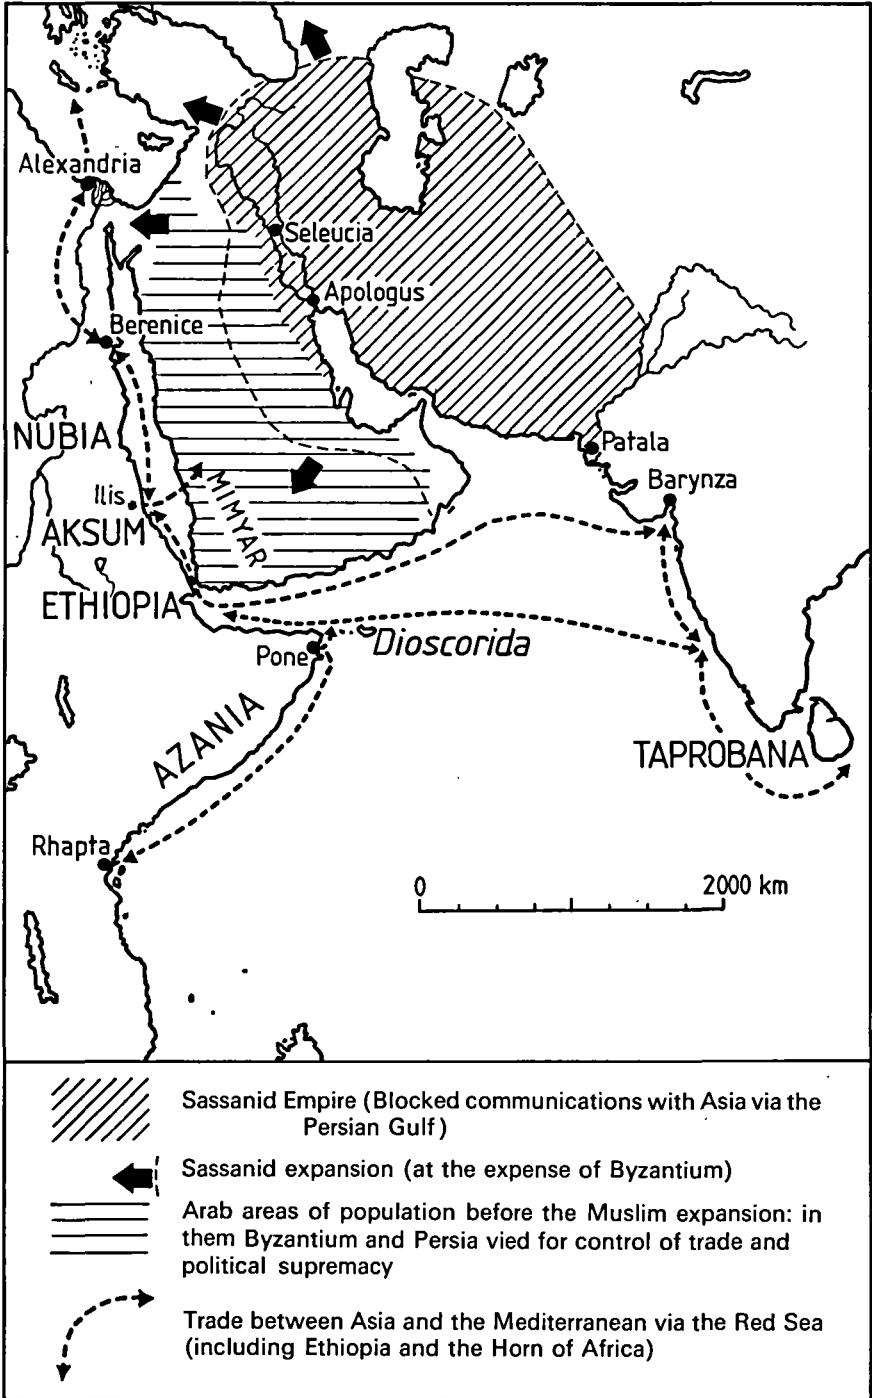 Alexandria
Seleucia
Apologus
Berenice
NUBIA
Patala
Ilis
MIMYAR
Barynza
AKSUM
ETHIOPIA
Pone
Dioscorida
AZANIA
TAPROBANA
Rhapta
0 2000 km
Sassanid Empire (Blocked communications with Asia via the
Persian Gulf)
Sassanid expansion (at the expense of Byzantium)
Arab areas of population before the Muslim expansion: in
them Byzantium and Persia vied for control of trade and
political supremacy
Trade between Asia and the Mediterranean via the Red Sea
(including Ethiopia and the Horn of Africa)